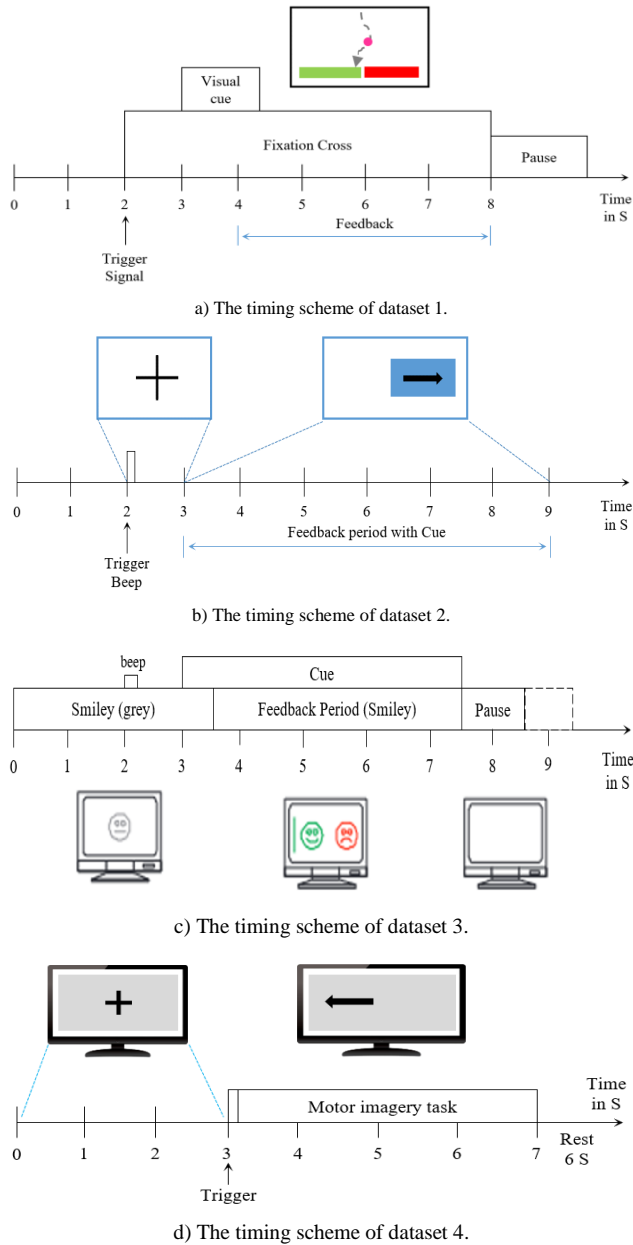 Visual
cue
Fixation Cross
Pause
0 1 2 3 4 5 6 7 8
Time
in S
Feedback
Trigger
Signal
a) The timing scheme of dataset 1.
0 1 2 3 4 5 6 7 8 9
Time
in S
Feedback period with Cue
Trigger
Beep
b) The timing scheme of dataset 2.
beep
Cue
Smiley (grey) Feedback Period (Smiley) Pause
0 1 2 3 4 5 6 7 8 9
Time
in S
c) The timing scheme of dataset 3.
Motor imagery task
Time
in S
0 1 2 3 4 5 6 7
Rest
6 S
Trigger
d) The timing scheme of dataset 4.